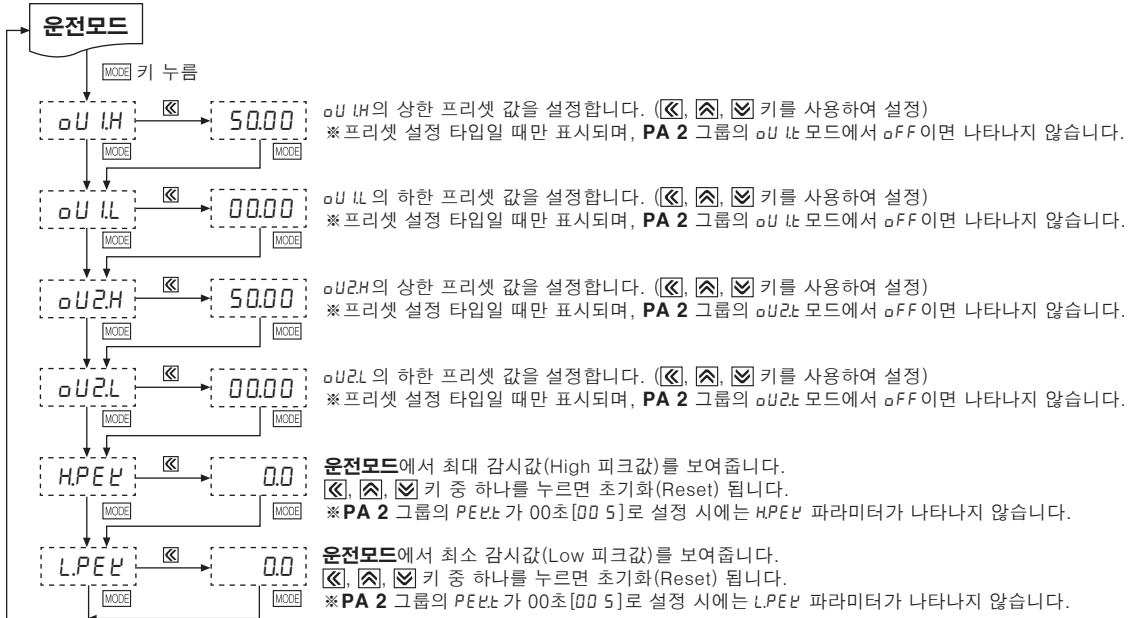 운전모드
MODE 키 누름
oU1.H
≪
50.00
oU1.H의 상한 프리셋 값을 설정합니다. (≪, ︽, ︾ 키를 사용하여 설정)
※프리셋 설정 타입일 때만 표시되며, PA 2 그룹의 oU1.t 모드에서 oFF이면 나타나지 않습니다.
MODE
MODE
oU1.L
≪
00.00
oU1.L의 하한 프리셋 값을 설정합니다. (≪, ︽, ︾ 키를 사용하여 설정)
※프리셋 설정 타입일 때만 표시되며, PA 2 그룹의 oU1.t 모드에서 oFF이면 나타나지 않습니다.
MODE
MODE
oU2.H
≪
50.00
oU2.H의 상한 프리셋 값을 설정합니다. (≪, ︽, ︾ 키를 사용하여 설정)
※프리셋 설정 타입일 때만 표시되며, PA 2 그룹의 oU2.t 모드에서 oFF이면 나타나지 않습니다.
MODE
MODE
oU2.L
≪
00.00
oU2.L의 하한 프리셋 값을 설정합니다. (≪, ︽, ︾ 키를 사용하여 설정)
※프리셋 설정 타입일 때만 표시되며, PA 2 그룹의 oU2.t 모드에서 oFF이면 나타나지 않습니다.
MODE
MODE
H.PEK
≪
0.0
운전모드에서 최대 감시값(High 피크값)를 보여줍니다.
≪, ︽, ︾ 키 중 하나를 누르면 초기화(Reset) 됩니다.
※PA 2 그룹의 PEK.t가 00초[00 S]로 설정 시에는 H.PEK 파라미터가 나타나지 않습니다.
MODE
MODE
L.PEK
≪
0.0
운전모드에서 최소 감시값(Low 피크값)를 보여줍니다.
≪, ︽, ︾ 키 중 하나를 누르면 초기화(Reset) 됩니다.
※PA 2 그룹의 PEK.t가 00초[00 S]로 설정 시에는 L.PEK 파라미터가 나타나지 않습니다.
MODE
MODE